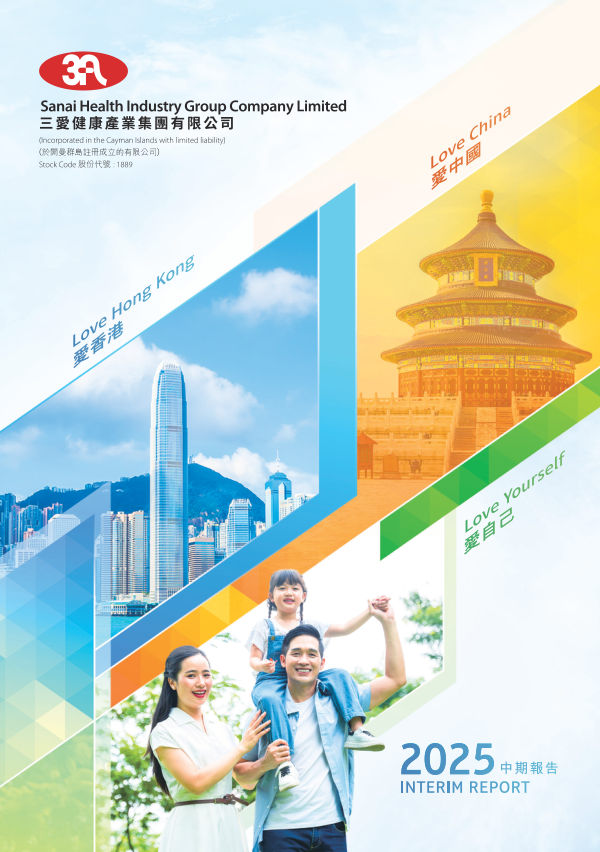 Sanai Health Industry Group Company Limited
三愛健康產業集團有限公司
(Incorporated in the Cayman Islands with limited liability)
(於開曼群島註冊成立的有限公司)
Stock Code 股份代號 : 1889
Love China
愛中國
Love Hong Kong
愛香港
Love Yourself
愛自己
2025 中期報告
INTERIM REPORT